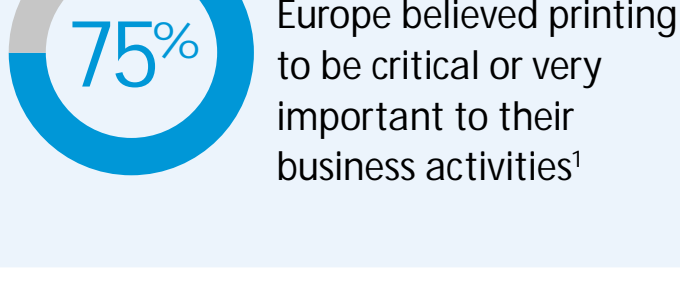 75%
Europe believed printing
to be critical or very
important to their
business activities¹